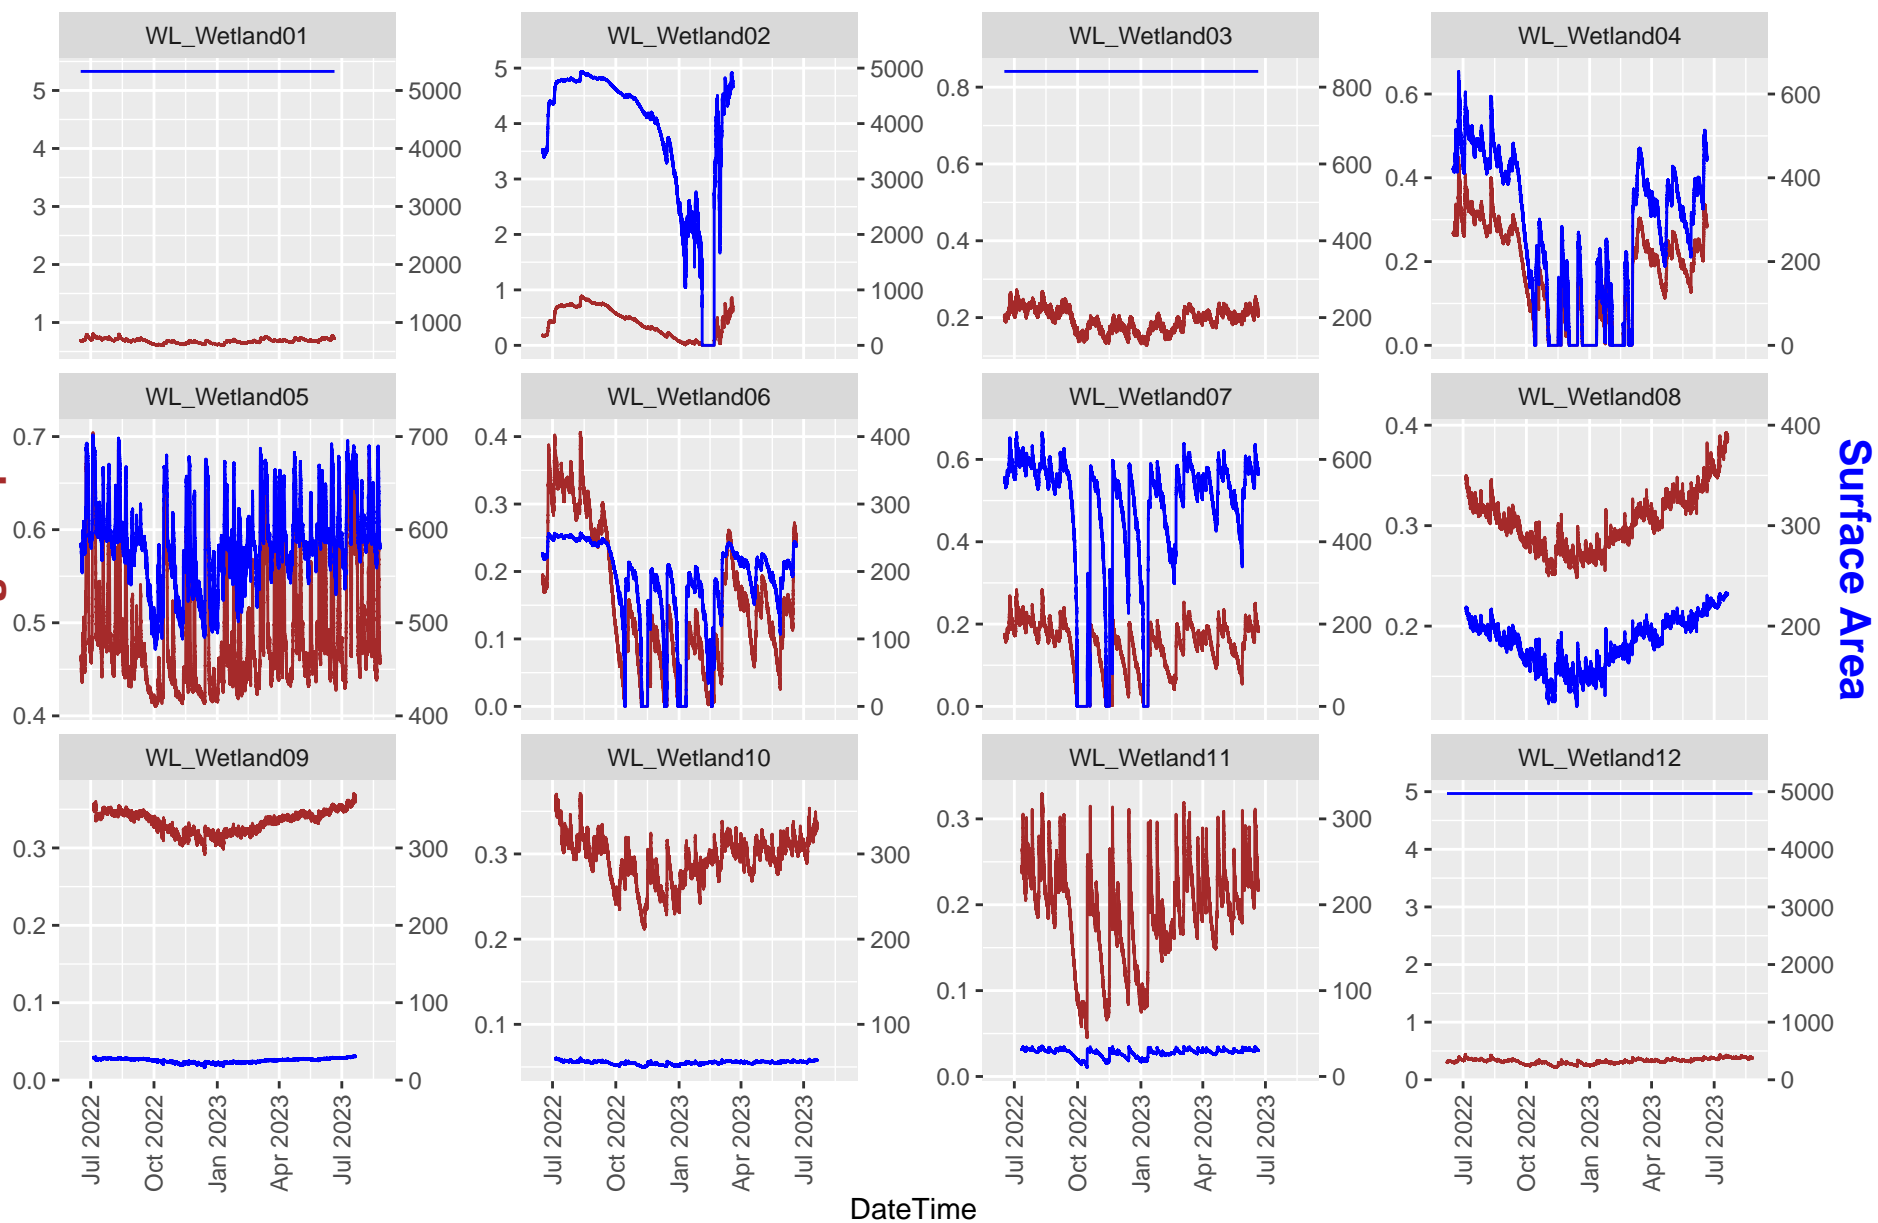 WL_Wetland01 WL_Wetland02 WL_Wetland03 WL_Wetland04
5 4 3 2 1
5000 4000 3000 2000 1000
5 4 3 2 1 0
5000 4000 3000 2000 1000 0
0.8 0.6 0.4 0.2
800 600 400 200
0.6 0.4 0.2 0.0
600 400 200 0
WL_Wetland05 WL_Wetland06 WL_Wetland07 WL_Wetland08
0.7 0.6 0.5 0.4
700 600 500 400
0.4 0.3 0.2 0.1 0.0
400 300 200 100 0
0.6 0.4 0.2 0.0
600 400 200 0
0.4 0.3 0.2
400 300 200
Surface Area
WL_Wetland09 WL_Wetland10 WL_Wetland11 WL_Wetland12
0.3 0.2 0.1 0.0
300 200 100 0
0.3 0.2 0.1
300 200 100
0.3 0.2 0.1 0.0
300 200 100 0
5 4 3 2 1 0
5000 4000 3000 2000 1000 0
Jul 2022 Oct 2022 Jan 2023 Apr 2023 Jul 2023
Jul 2022 Oct 2022 Jan 2023 Apr 2023 Jul 2023
Jul 2022 Oct 2022 Jan 2023 Apr 2023 Jul 2023
Jul 2022 Oct 2022 Jan 2023 Apr 2023 Jul 2023
DateTime